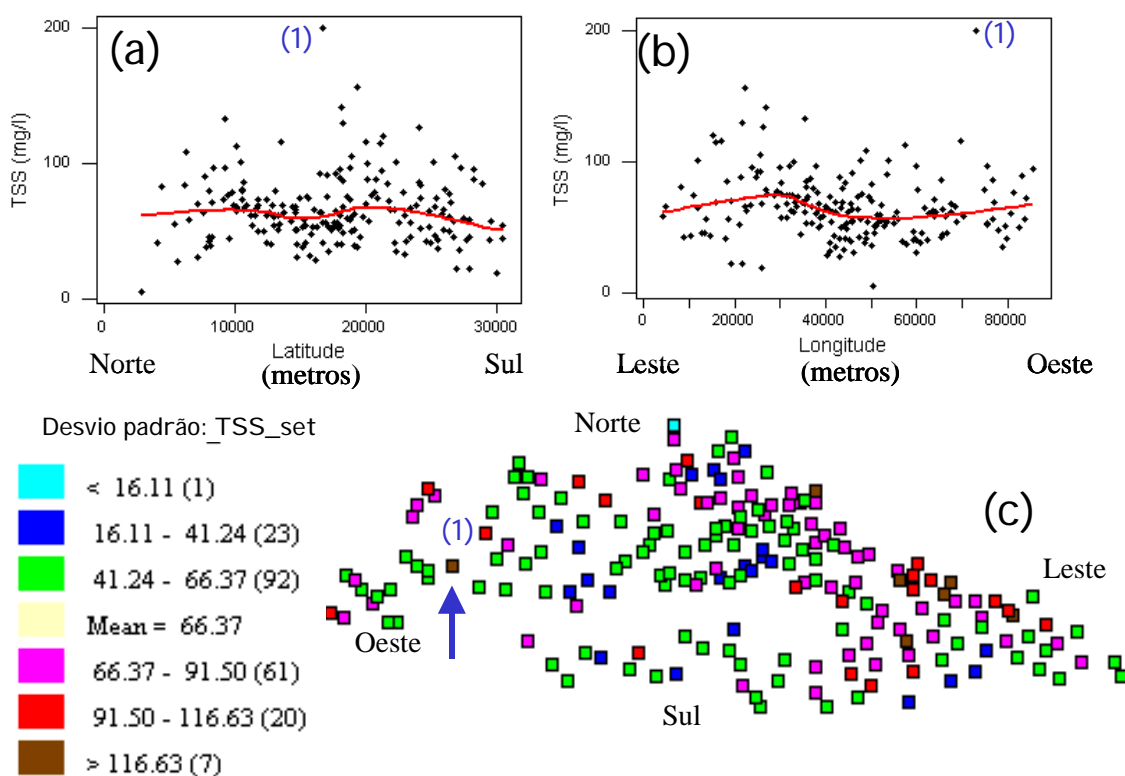 (a)
(1)
TSS (mg/l)
200
100
0
0 10000 20000 30000
Norte Latitude Sul
(metros)
(b)
(1)
TSS (mg/l)
200
100
0
0 20000 40000 60000 80000
Leste Longitude Oeste
(metros)
Desvio padrão:_TSS_set
< 16.11 (1)
16.11 - 41.24 (23)
41.24 - 66.37 (92)
Mean = 66.37
66.37 - 91.50 (61)
91.50 - 116.63 (20)
> 116.63 (7)
Norte
(c)
(1)
Leste
Oeste
Sul